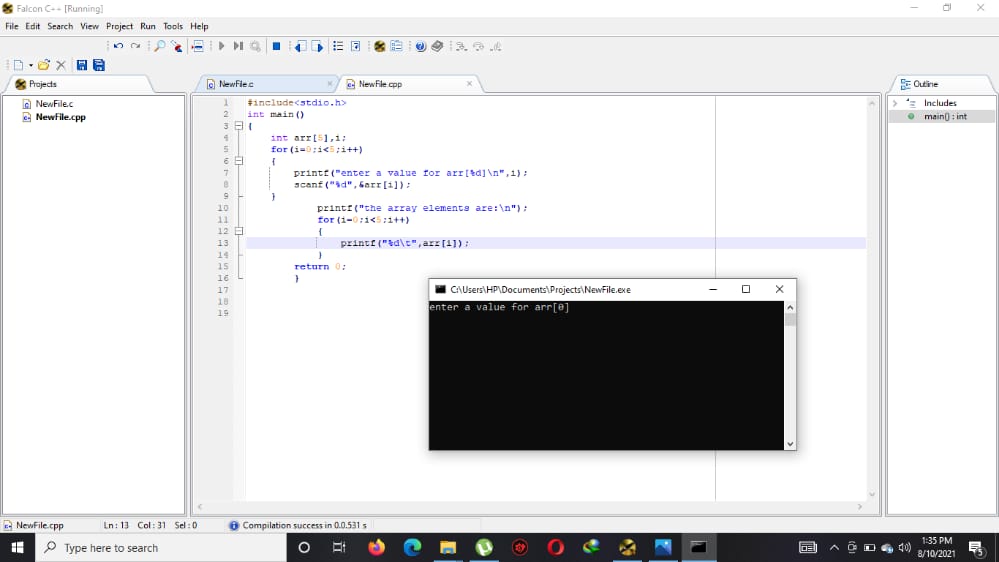 Falcon C++ [Running]
File Edit Search View Project Run Tools Help
Projects
NewFile.c
NewFile.cpp
Outline
NewFile.c
NewFile.cpp
Includes
main() : int
1 #include<stdio.h>
2 int main()
3 {
4 int arr[5],i;
5 for(i=0;i<5;i++)
6 {
7 printf("enter a value for arr[%d]\n",i);
8 scanf("%d",&arr[i]);
9 }
10 printf("the array elements are:\n");
11 for(i=0;i<5;i++)
12 {
13 printf("%d\t",arr[i]);
14 }
15 return 0;
16 }
17
18
19
C:\Users\HP\Documents\Projects\NewFile.exe
enter a value for arr[0]
NewFile.cpp Ln : 13 Col : 31 Sel : 0 Compilation success in 0.0.531 s
Type here to search
1:35 PM
8/10/2021
5